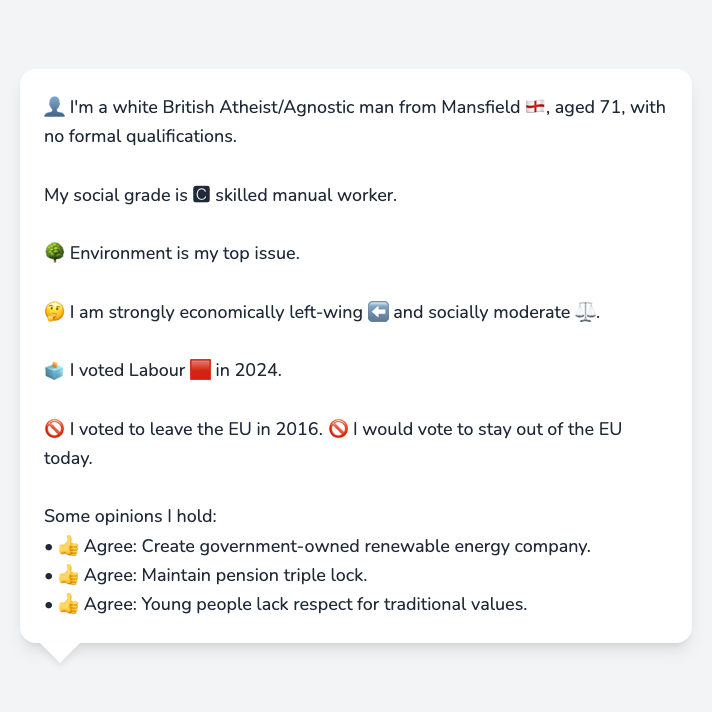 👤 I'm a white British Atheist/Agnostic man from Mansfield 🏴󠁧󠁢󠁥󠁮󠁧󠁿, aged 71, with
no formal qualifications.
My social grade is 🅲 skilled manual worker.
🌳 Environment is my top issue.
🤔 I am strongly economically left-wing ⬅️ and socially moderate ⚖️.
🗳️ I voted Labour 🟥 in 2024.
🚫 I voted to leave the EU in 2016. 🚫 I would vote to stay out of the EU
today.
Some opinions I hold:
• 👍 Agree: Create government-owned renewable energy company.
• 👍 Agree: Maintain pension triple lock.
• 👍 Agree: Young people lack respect for traditional values.